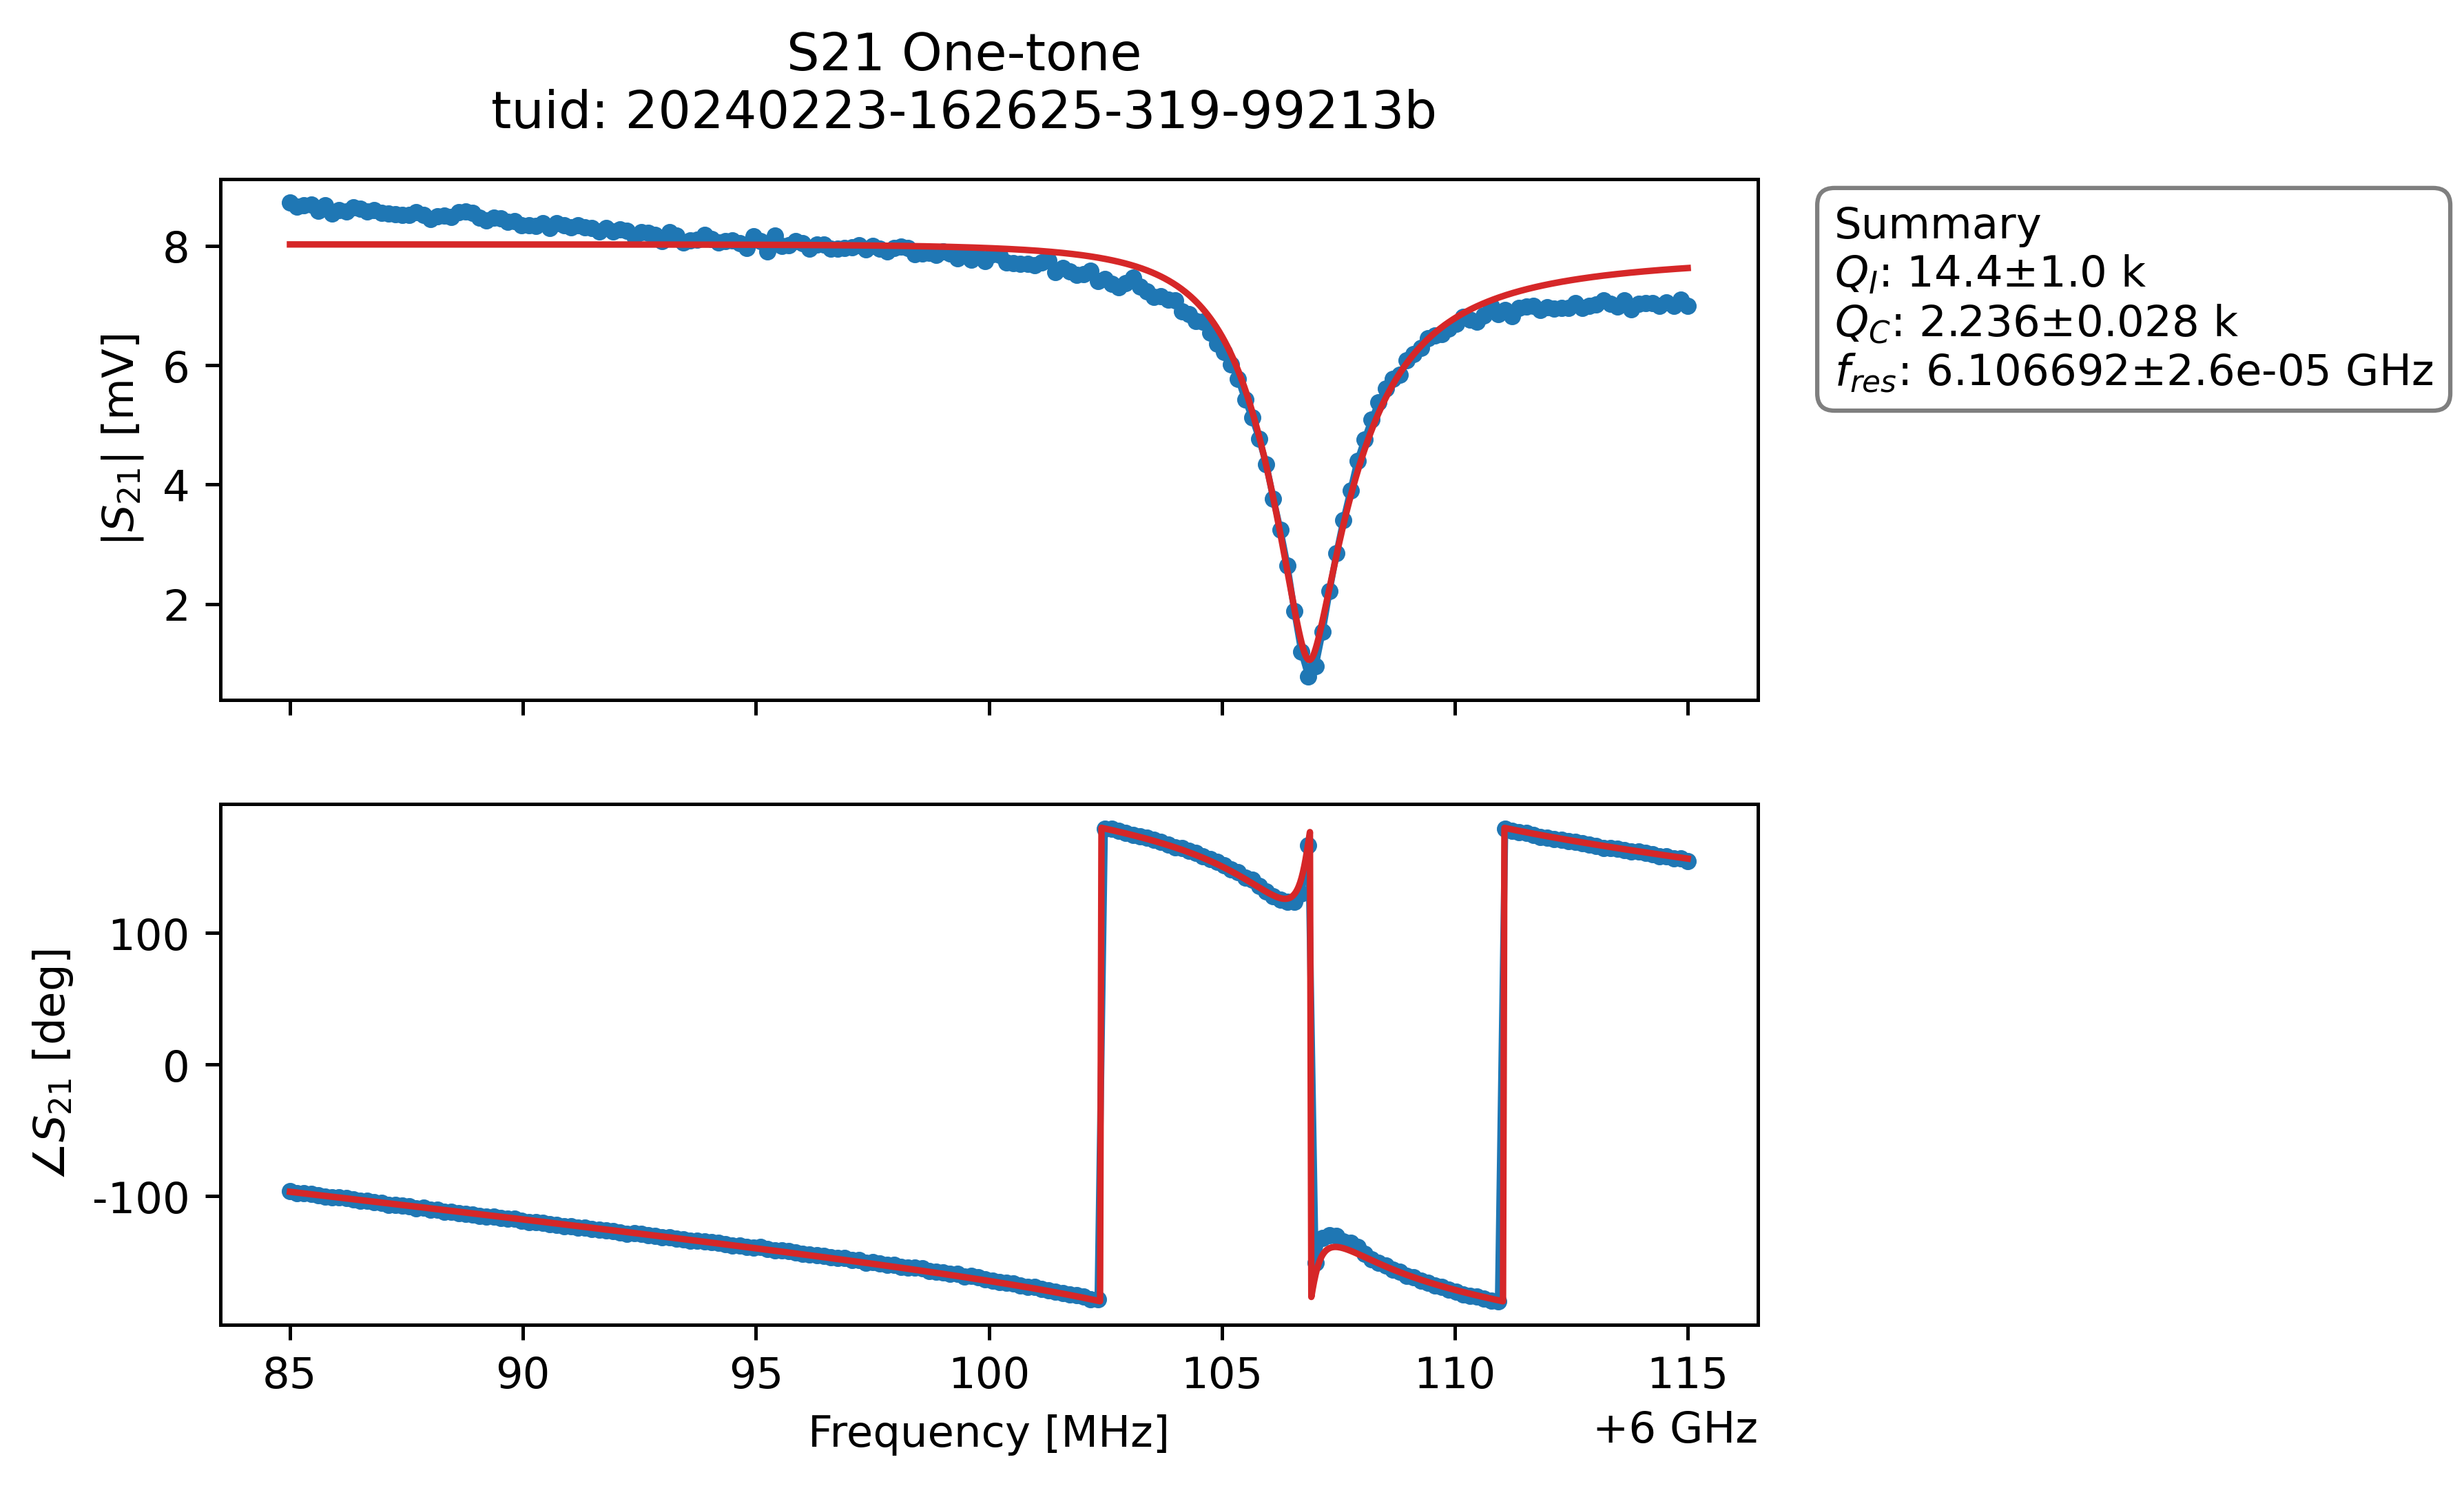 S21 One-tone
tuid: 20240223-162625-319-99213b
8
6
4
2
|S21| [mV]
Summary
QI: 14.4±1.0 k
QC: 2.236±0.028 k
fres: 6.106692±2.6e-05 GHz
100
0
-100
∠S21 [deg]
85 90 95 100 105 110 115
Frequency [MHz]
+6 GHz